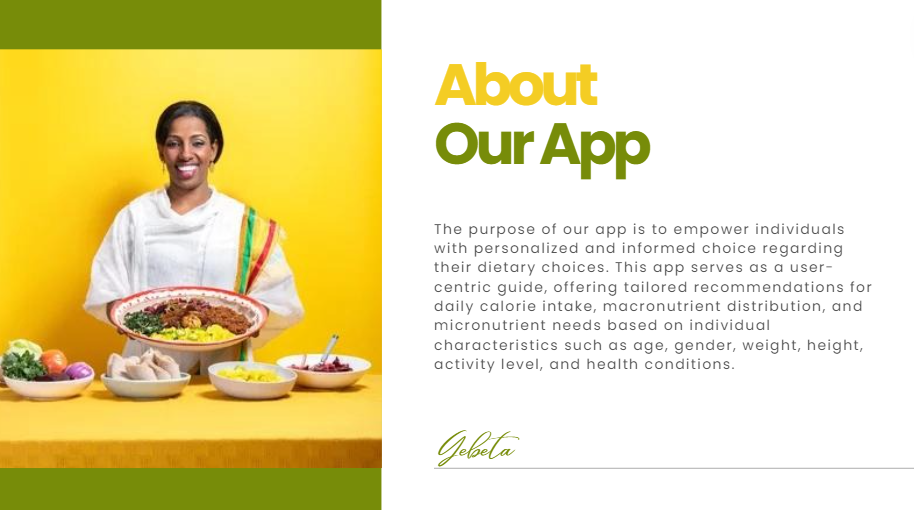 About
Our App
The purpose of our app is to empower individuals
with personalized and informed choice regarding
their dietary choices. This app serves as a user-
centric guide, offering tailored recommendations for
daily calorie intake, macronutrient distribution, and
micronutrient needs based on individual
characteristics such as age, gender, weight, height,
activity level, and health conditions.
Gebeta